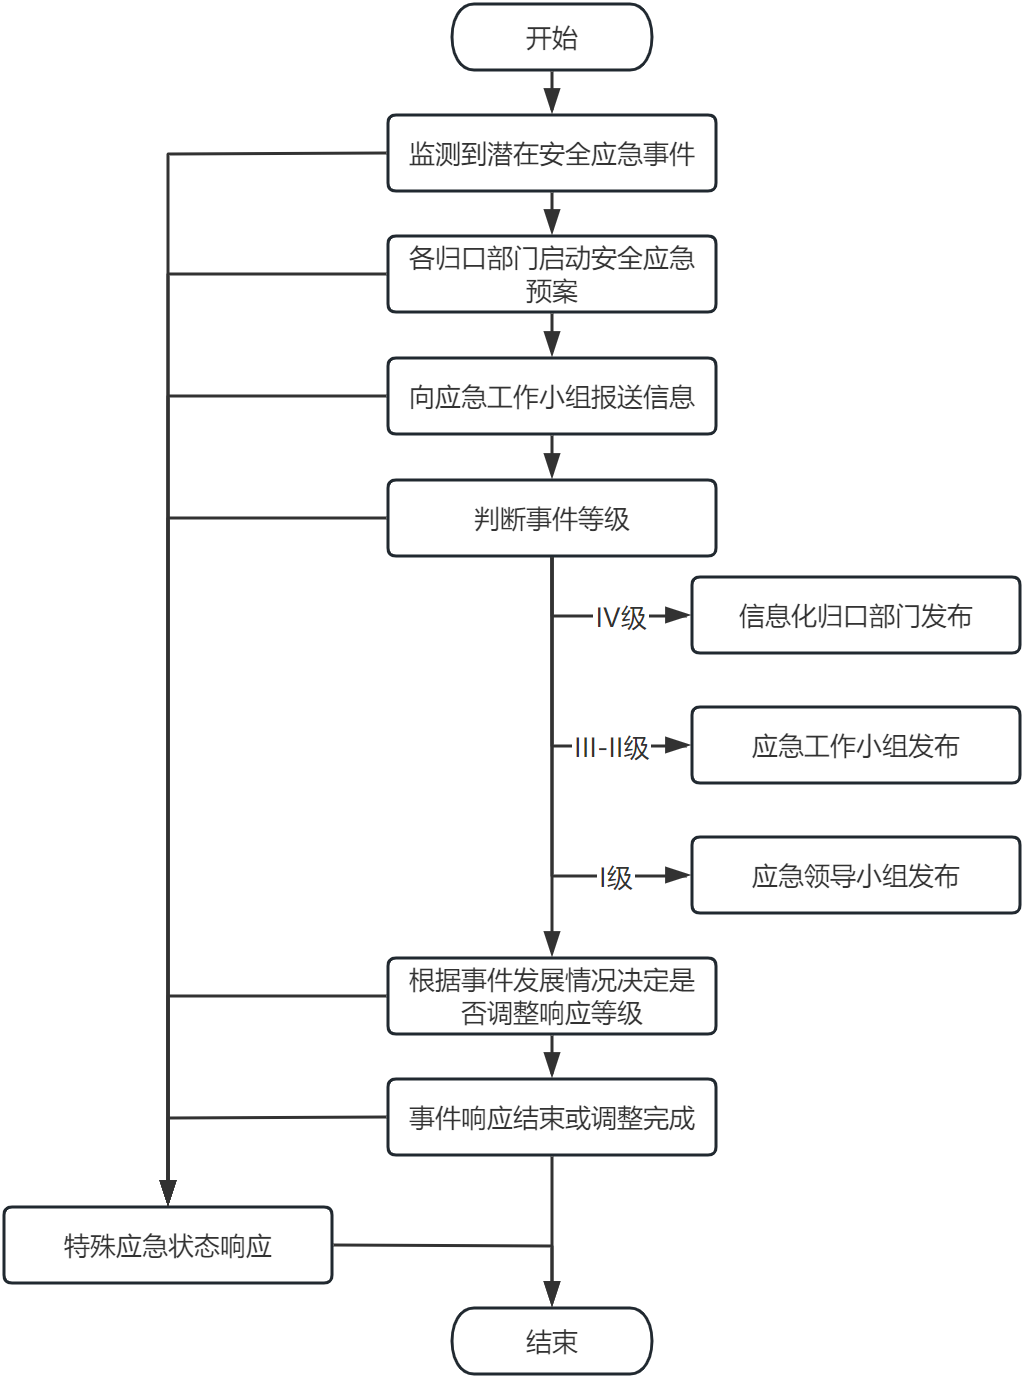 开始
监测到潜在安全应急事件
各归口部门启动安全应急
预案
向应急工作小组报送信息
判断事件等级
IV级
信息化归口部门发布
III-II级
应急工作小组发布
I级
应急领导小组发布
根据事件发展情况决定是
否调整响应等级
事件响应结束或调整完成
特殊应急状态响应
结束